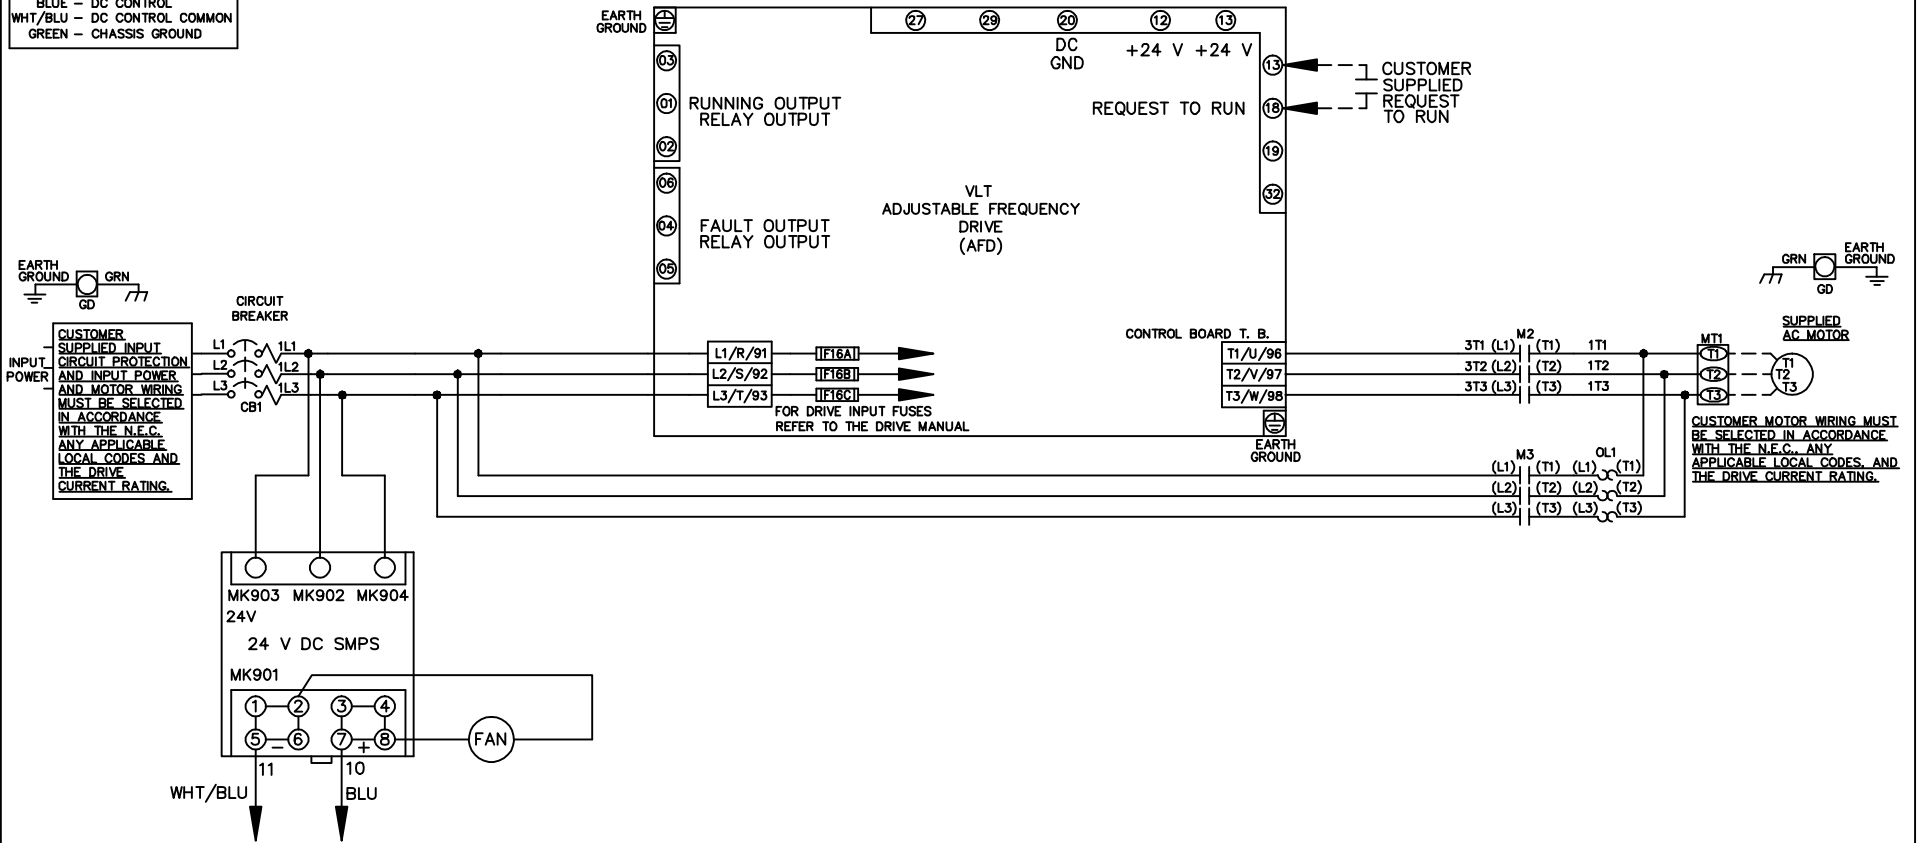 BLUE – DC CONTROL
WHT/BLU – DC CONTROL COMMON
GREEN – CHASSIS GROUND
EARTH
GROUND
27 29 20 12 13
DC
GND
+24 V +24 V
03
01
02
RUNNING OUTPUT
RELAY OUTPUT
06
04
05
FAULT OUTPUT
RELAY OUTPUT
REQUEST TO RUN
13
18
19
32
CUSTOMER
SUPPLIED
REQUEST
TO RUN
VLT
ADJUSTABLE FREQUENCY
DRIVE
(AFD)
EARTH
GROUND
GRN
GD
CIRCUIT
BREAKER
INPUT
POWER
CUSTOMER
SUPPLIED INPUT
CIRCUIT PROTECTION
AND INPUT POWER
AND MOTOR WIRING
MUST BE SELECTED
IN ACCORDANCE
WITH THE N.E.C.
ANY APPLICABLE
LOCAL CODES AND
THE DRIVE
CURRENT RATING.
L1 1L1
L2 1L2
L3 1L3
CB1
L1/R/91 F16A
L2/S/92 F16B
L3/T/93 F16C
FOR DRIVE INPUT FUSES
REFER TO THE DRIVE MANUAL
CONTROL BOARD T. B.
T1/U/96
T2/V/97
T3/W/98
EARTH
GROUND
M2
3T1 (L1) (T1) 1T1
3T2 (L2) (T2) 1T2
3T3 (L3) (T3) 1T3
MT1
T1
T2
T3
GRN
EARTH
GROUND
GD
SUPPLIED
AC MOTOR
T1
T2
T3
CUSTOMER MOTOR WIRING MUST
BE SELECTED IN ACCORDANCE
WITH THE N.E.C., ANY
APPLICABLE LOCAL CODES, AND
THE DRIVE CURRENT RATING.
M3 OL1
(L1) (T1) (L1) (T1)
(L2) (T2) (L2) (T2)
(L3) (T3) (L3) (T3)
MK903 MK902 MK904
24V
24 V DC SMPS
MK901
1 2 3 4
5 – 6 7 + 8
FAN
11 10
WHT/BLU BLU